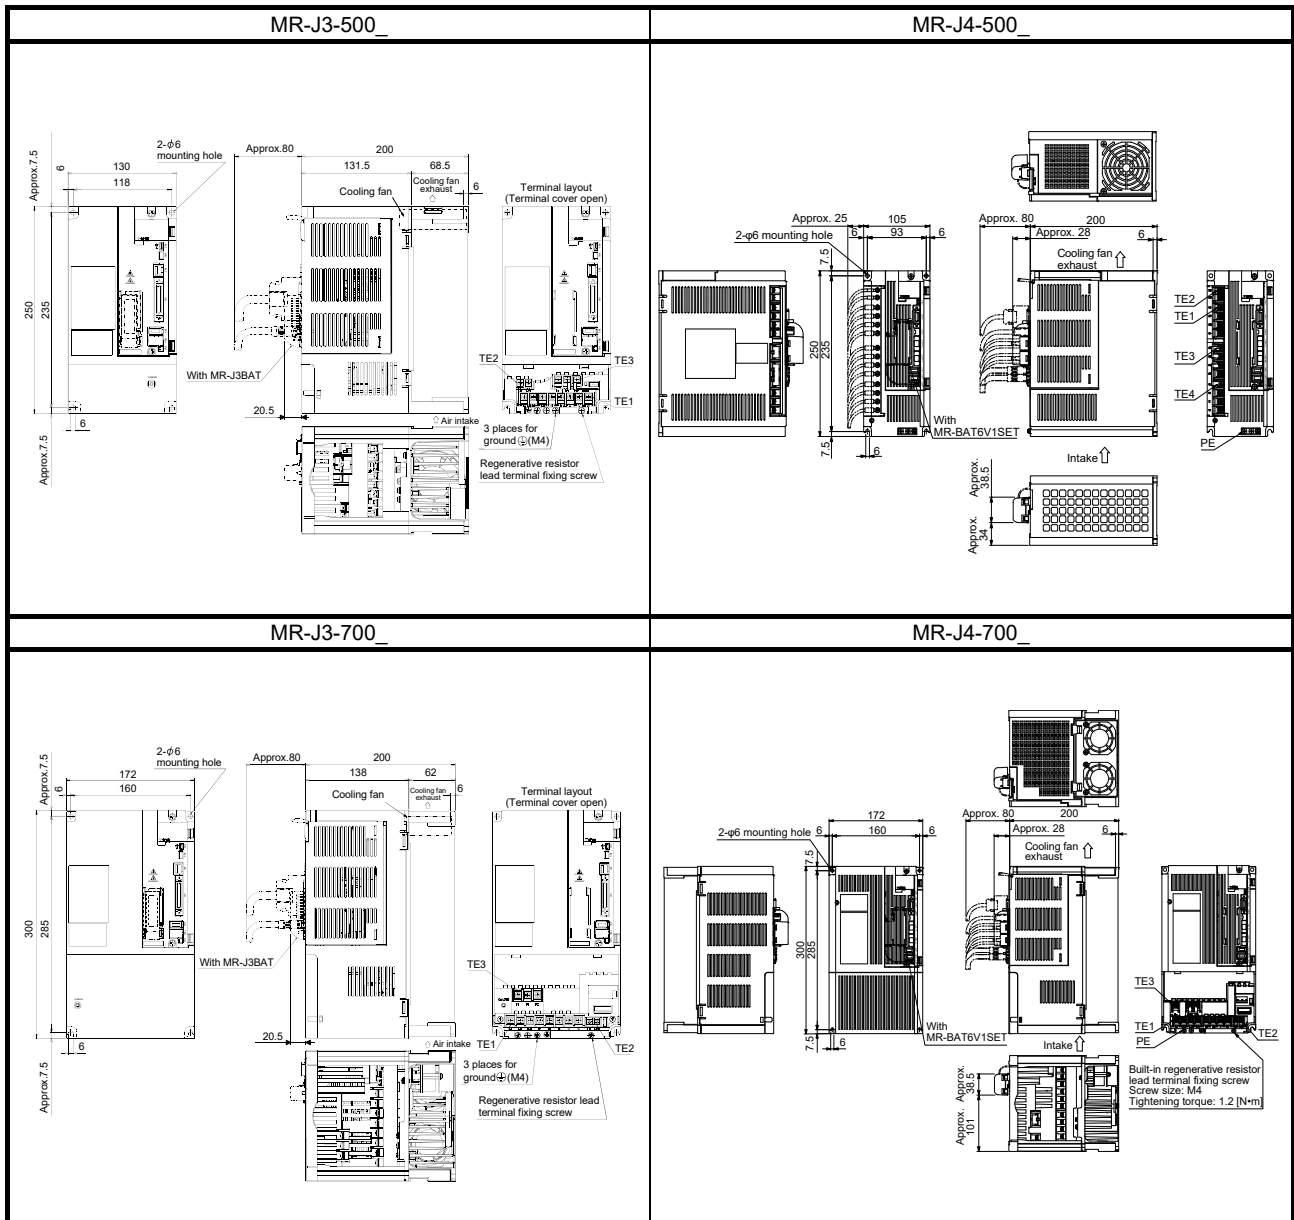 MR-J3-500_
MR-J4-500_
Approx.7.5
6
130
118
2-ϕ6
mounting hole
250
235
6
Approx.7.5
Approx.80
200
131.5
68.5
Cooling fan
Cooling fan
exhaust
6
With MR-J3BAT
20.5
Air intake
Terminal layout
(Terminal cover open)
TE2
TE3
TE1
3 places for
ground (M4)
Regenerative resistor
lead terminal fixing screw
Approx. 25
105
6
93
6
2-φ6 mounting hole
7.5
250
235
7.5
6
With
MR-BAT6V1SET
Approx. 80
200
Approx. 28
6
Cooling fan
exhaust
Intake
Approx.
38.5
Approx.
34
TE2
TE1
TE3
TE4
PE
MR-J3-700_
MR-J4-700_
Approx.7.5
6
172
160
2-ϕ6
mounting hole
300
285
6
Approx.7.5
Approx.80
200
138
62
Cooling fan
Cooling fan
exhaust
6
With MR-J3BAT
20.5
Air intake
Terminal layout
(Terminal cover open)
TE3
TE1
TE2
3 places for
ground (M4)
Regenerative resistor lead
terminal fixing screw
172
6
160
6
2-φ6 mounting hole
7.5
300
285
7.5
6
With
MR-BAT6V1SET
Approx. 80
200
Approx. 28
6
Cooling fan
exhaust
Intake
Approx.
38.5
Approx.
101
TE3
TE1
PE
TE2
Built-in regenerative resistor
lead terminal fixing screw
Screw size: M4
Tightening torque: 1.2 [N•m]